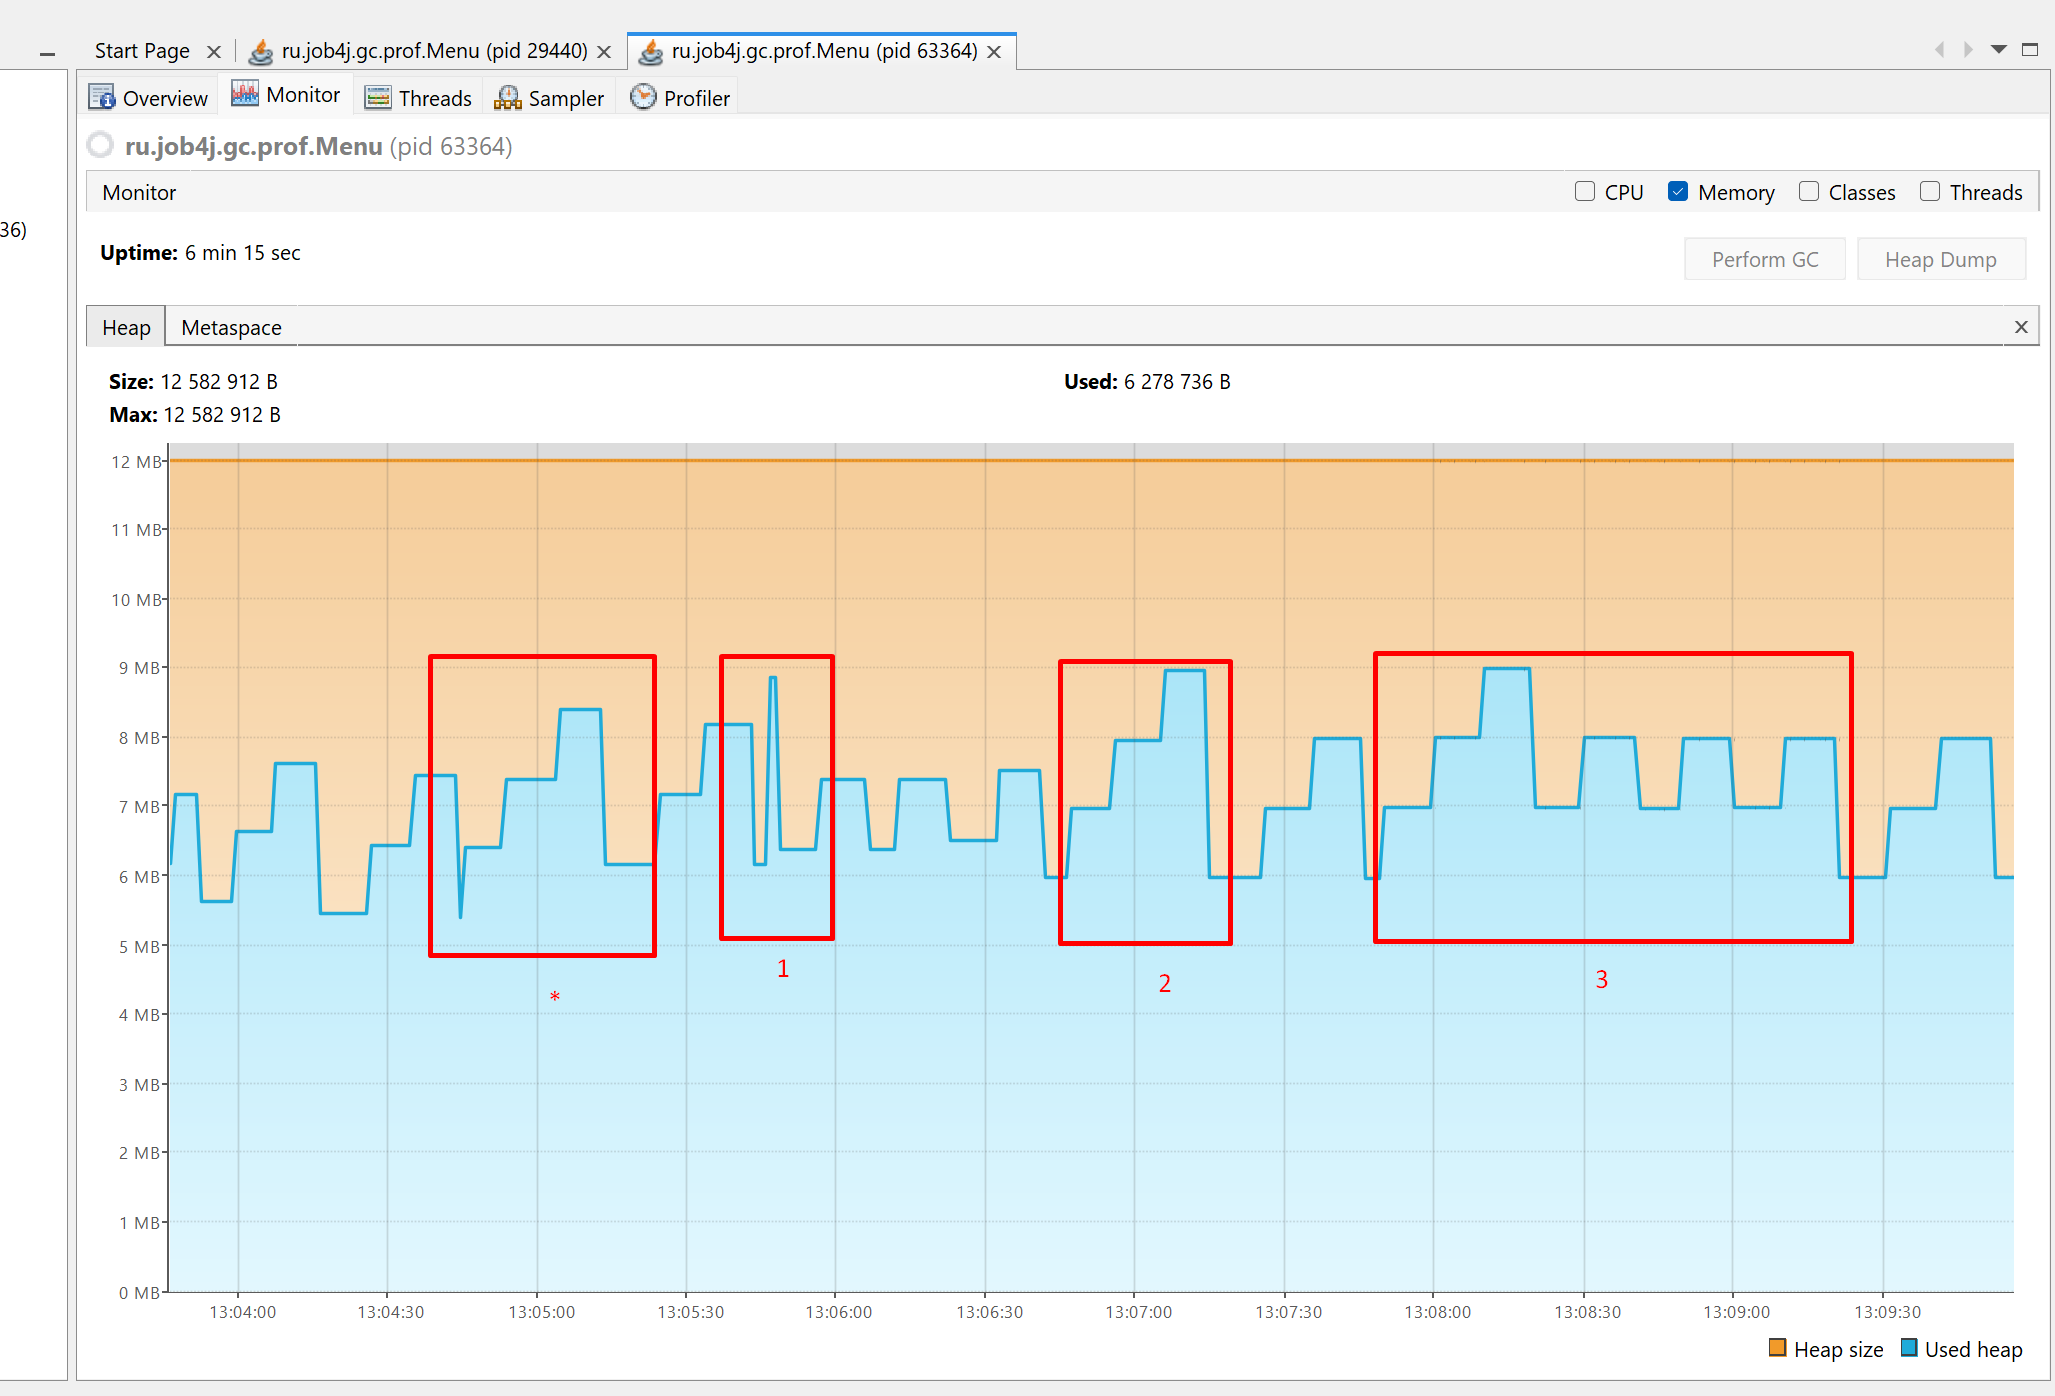 Start Page
ru.job4j.gc.prof.Menu (pid 29440)
ru.job4j.gc.prof.Menu (pid 63364)
Overview
Monitor
Threads
Sampler
Profiler
ru.job4j.gc.prof.Menu (pid 63364)
Monitor
CPU
Memory
Classes
Threads
36)
Uptime: 6 min 15 sec
Perform GC
Heap Dump
Heap
Metaspace
Size: 12 582 912 B
Used: 6 278 736 B
Max: 12 582 912 B
12 MB
11 MB
10 MB
9 MB
8 MB
7 MB
6 MB
5 MB
4 MB
3 MB
2 MB
1 MB
0 MB
*
1
2
3
13:04:00
13:04:30
13:05:00
13:05:30
13:06:00
13:06:30
13:07:00
13:07:30
13:08:00
13:08:30
13:09:00
13:09:30
Heap size
Used heap